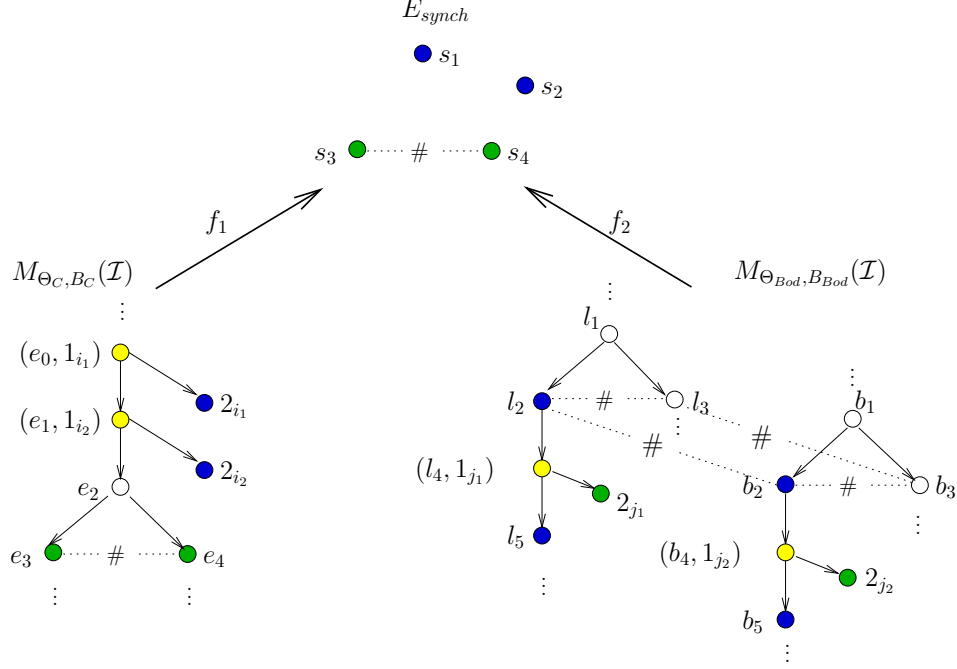 E_{synch}
s_1
s_2
s_3 # s_4
f_1 f_2
M_{Θ_C,B_C}(ℐ) M_{Θ_{Bod},B_{Bod}}(ℐ)
⋮ ⋮
l_1
(e_0, 1_{i_1})
⋮
2_{i_1} l_2 # l_3 b_1
(e_1, 1_{i_2}) ⋮
# #
2_{i_2} (l_4, 1_{j_1})
e_2 b_2 # b_3
2_{j_1}
⋮
l_5
e_3 # e_4 (b_4, 1_{j_2})
2_{j_2}
⋮ ⋮ ⋮
b_5
⋮